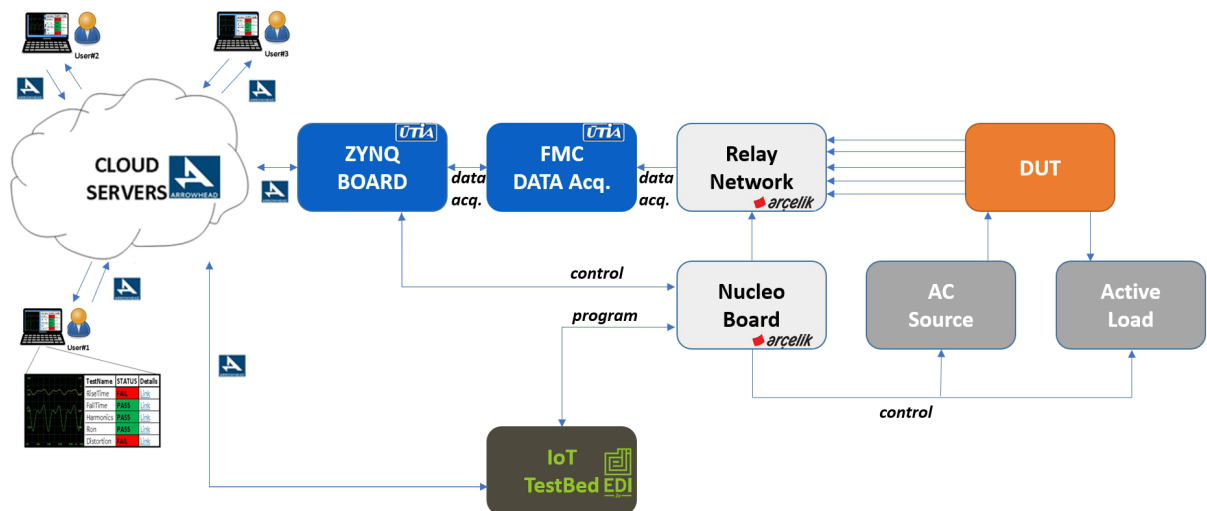 User#2
User#3
CLOUD
SERVERS
ARROWHEAD
ŪTIA
ZYNQ
BOARD
data
acq.
ŪTIA
FMC
DATA Acq.
data
acq.
Relay
Network
arçelik
DUT
control
program
Nucleo
Board
arçelik
AC
Source
Active
Load
control
User#1
TestName STATUS Details
RiseTime FAIL Link
FallTime PASS Link
Harmonics PASS Link
Ron PASS Link
Distortion FAIL Link
IoT
TestBed
EDI